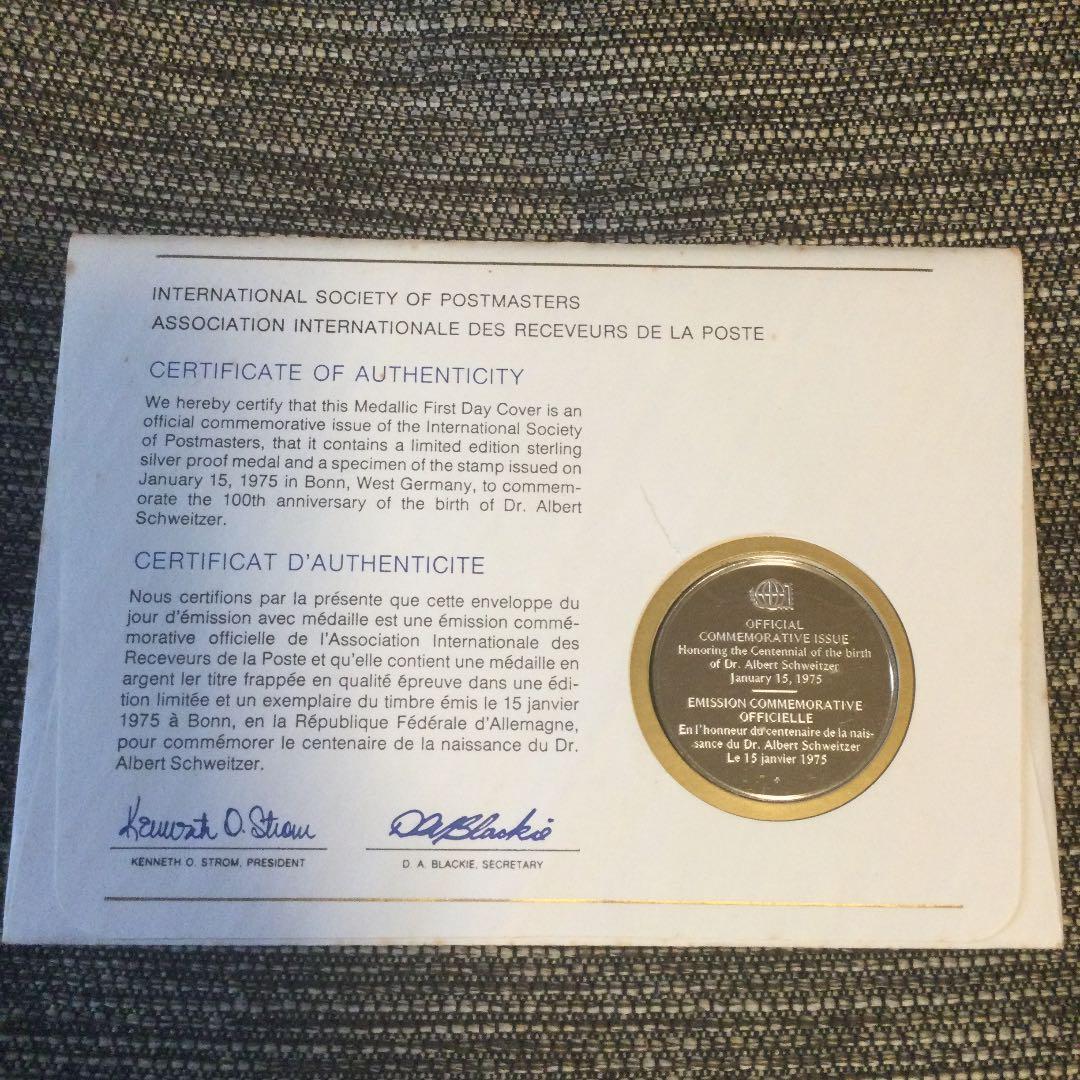 INTERNATIONAL SOCIETY OF POSTMASTERS
ASSOCIATION INTERNATIONALE DES RECEVEURS DE LA POSTE
CERTIFICATE OF AUTHENTICITY
We hereby certify that this Medallic First Day Cover is an
official commemorative issue of the International Society
of Postmasters, that it contains a limited edition sterling
silver proof medal and a specimen of the stamp issued on
January 15, 1975 in Bonn, West Germany, to commem-
orate the 100th anniversary of the birth of Dr. Albert
Schweitzer.
CERTIFICAT D'AUTHENTICITE
Nous certifions par la présente que cette enveloppe du
jour d'émission avec médaille est une émission commé-
morative officielle de l'Association Internationale des
Receveurs de la Poste et qu'elle contient une médaille en
argent ler titre frappée en qualité épreuve dans une édi-
tion limitée et un exemplaire du timbre émis le 15 janvier
1975 à Bonn, en la République Fédérale d'Allemagne,
pour commémorer le centenaire de la naissance du Dr.
Albert Schweitzer.
Kenneth O. Strom
KENNETH O. STROM, PRESIDENT
D A Blackie
D. A. BLACKIE, SECRETARY
OFFICIAL
COMMEMORATIVE ISSUE
Honoring the Centennial of the birth
of Dr. Albert Schweitzer
January 15, 1975
EMISSION COMMEMORATIVE
OFFICIELLE
En l'honneur du centenaire de la nais-
sance du Dr. Albert Schweitzer
Le 15 janvier 1975